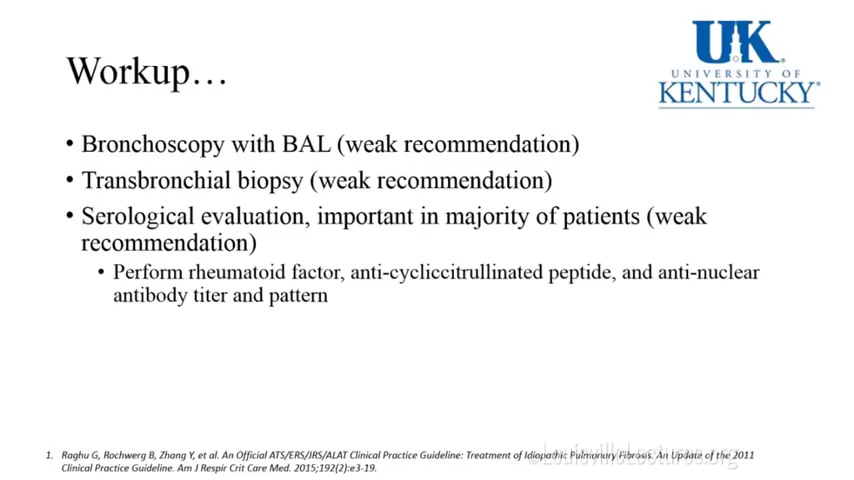 Workup…
UK
UNIVERSITY OF
KENTUCKY®
• Bronchoscopy with BAL (weak recommendation)
• Transbronchial biopsy (weak recommendation)
• Serological evaluation, important in majority of patients (weak
recommendation)
• Perform rheumatoid factor, anti-cycliccitrullinated peptide, and anti-nuclear
antibody titer and pattern
1. Raghu G, Rochwerg B, Zhang Y, et al. An Official ATS/ERS/JRS/ALAT Clinical Practice Guideline: Treatment of Idiopathic Pulmonary Fibrosis. An Update of the 2011
Clinical Practice Guideline. Am J Respir Crit Care Med. 2015;192(2):e3-19.
©LouisvilleLectures.org